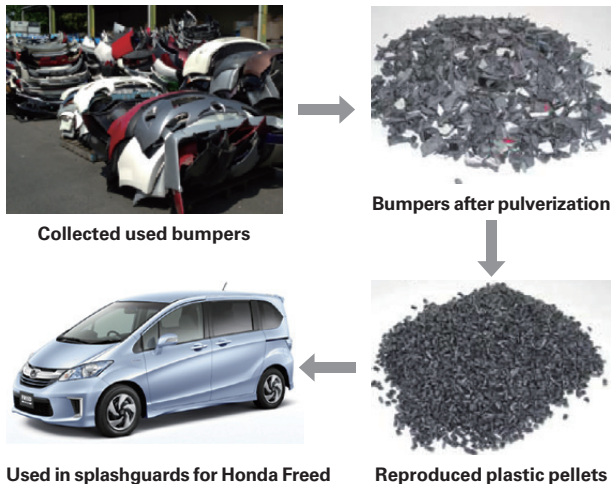 Collected used bumpers
Bumpers after pulverization
Used in splashguards for Honda Freed
Reproduced plastic pellets